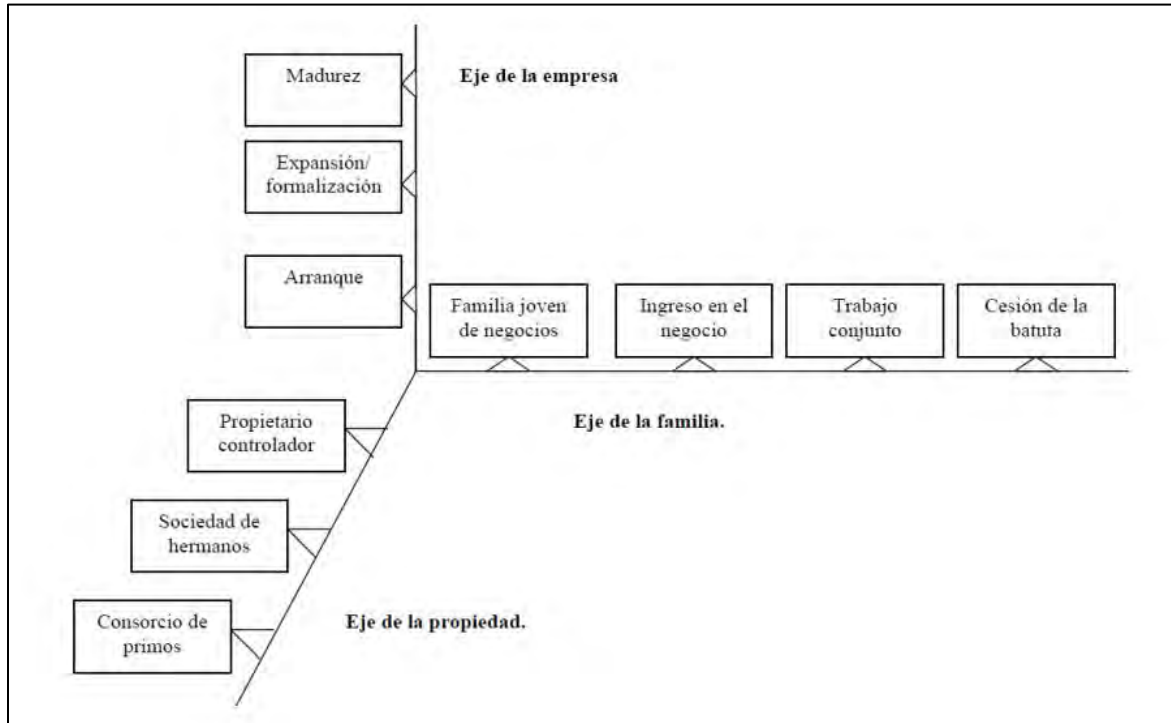 Madurez
Eje de la empresa
Expansión/
formalización
Arranque
Familia joven
de negocios
Ingreso en el
negocio
Trabajo
conjunto
Cesión de la
batuta
Propietario
controlador
Eje de la familia.
Sociedad de
hermanos
Consorcio de
primos
Eje de la propiedad.